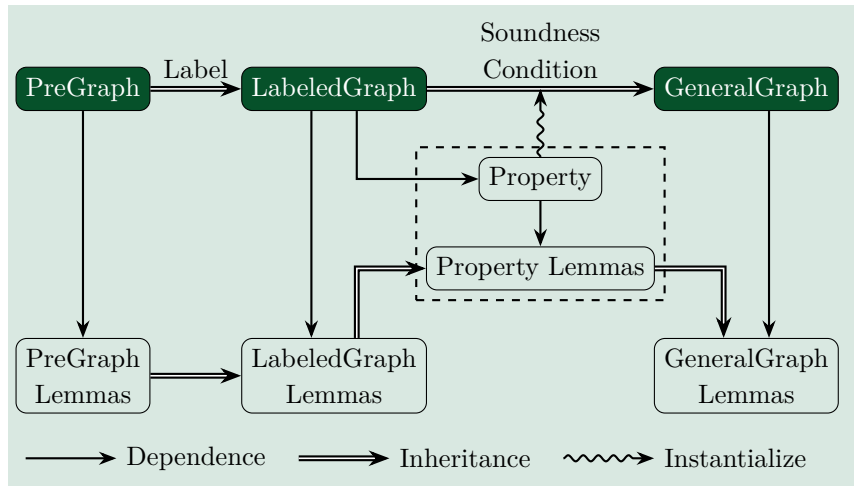 Soundness
Condition
Label
PreGraph
LabeledGraph
GeneralGraph
Property
Property Lemmas
PreGraph
Lemmas
LabeledGraph
Lemmas
GeneralGraph
Lemmas
Dependence
Inheritance
Instantialize